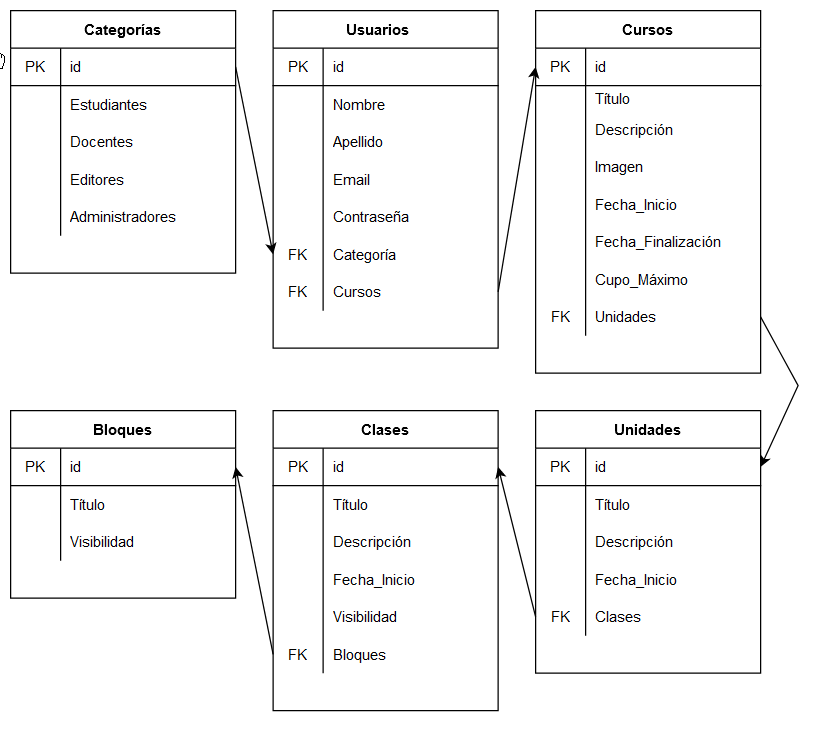 Categorías
PK id
Estudiantes
Docentes
Editores
Administradores
Usuarios
PK id
Nombre
Apellido
Email
Contraseña
FK Categoría
FK Cursos
Cursos
PK id
Título
Descripción
Imagen
Fecha_Inicio
Fecha_Finalización
Cupo_Máximo
FK Unidades
Bloques
PK id
Título
Visibilidad
Clases
PK id
Título
Descripción
Fecha_Inicio
Visibilidad
FK Bloques
Unidades
PK id
Título
Descripción
Fecha_Inicio
FK Clases